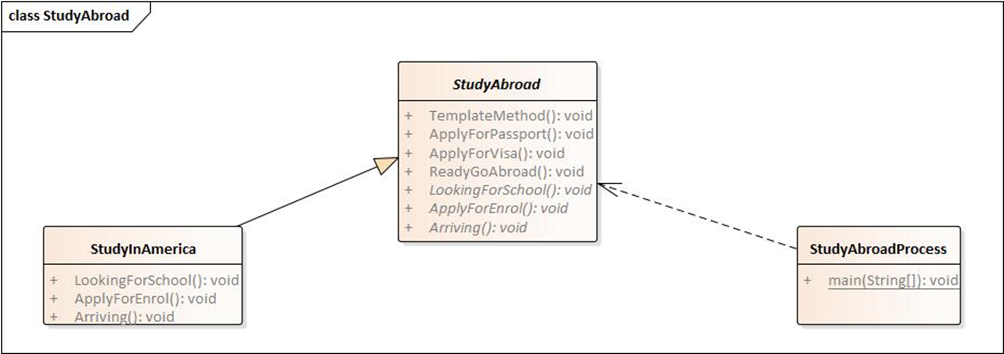 class StudyAbroad
StudyAbroad
+ TemplateMethod(): void
+ ApplyForPassport(): void
+ ApplyForVisa(): void
+ ReadyGoAbroad(): void
+ LookingForSchool(): void
+ ApplyForEnrol(): void
+ Arriving(): void
StudyInAmerica
+ LookingForSchool(): void
+ ApplyForEnrol(): void
+ Arriving(): void
StudyAbroadProcess
+ main(String[]): void